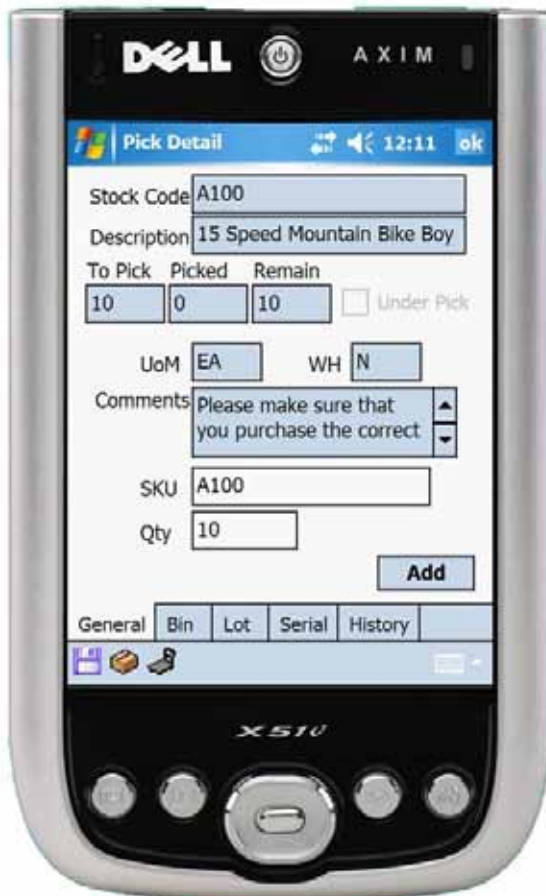 DELL AXIM
Pick Detail 12:11 ok
Stock Code A100
Description 15 Speed Mountain Bike Boy
To Pick Picked Remain
10 0 10 Under Pick
UoM EA WH N
Comments Please make sure that
you purchase the correct
SKU A100
Qty 10
Add
General Bin Lot Serial History
X51v